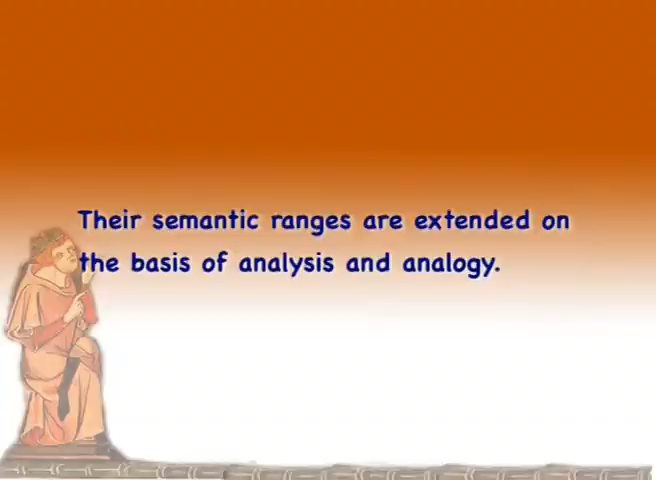 Their semantic ranges are extended on
the basis of analysis and analogy.